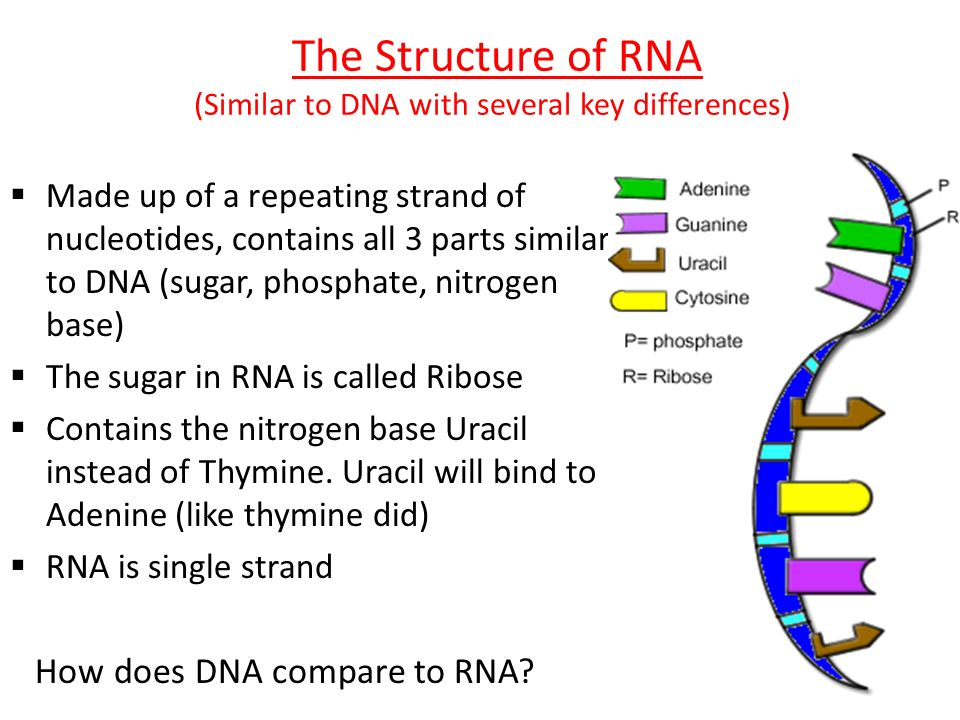 The Structure of RNA
(Similar to DNA with several key differences)
▪ Made up of a repeating strand of
nucleotides, contains all 3 parts similar
to DNA (sugar, phosphate, nitrogen
base)
▪ The sugar in RNA is called Ribose
▪ Contains the nitrogen base Uracil
instead of Thymine. Uracil will bind to
Adenine (like thymine did)
▪ RNA is single strand
How does DNA compare to RNA?
Adenine
Guanine
Uracil
Cytosine
P= phosphate
R= Ribose
P
R